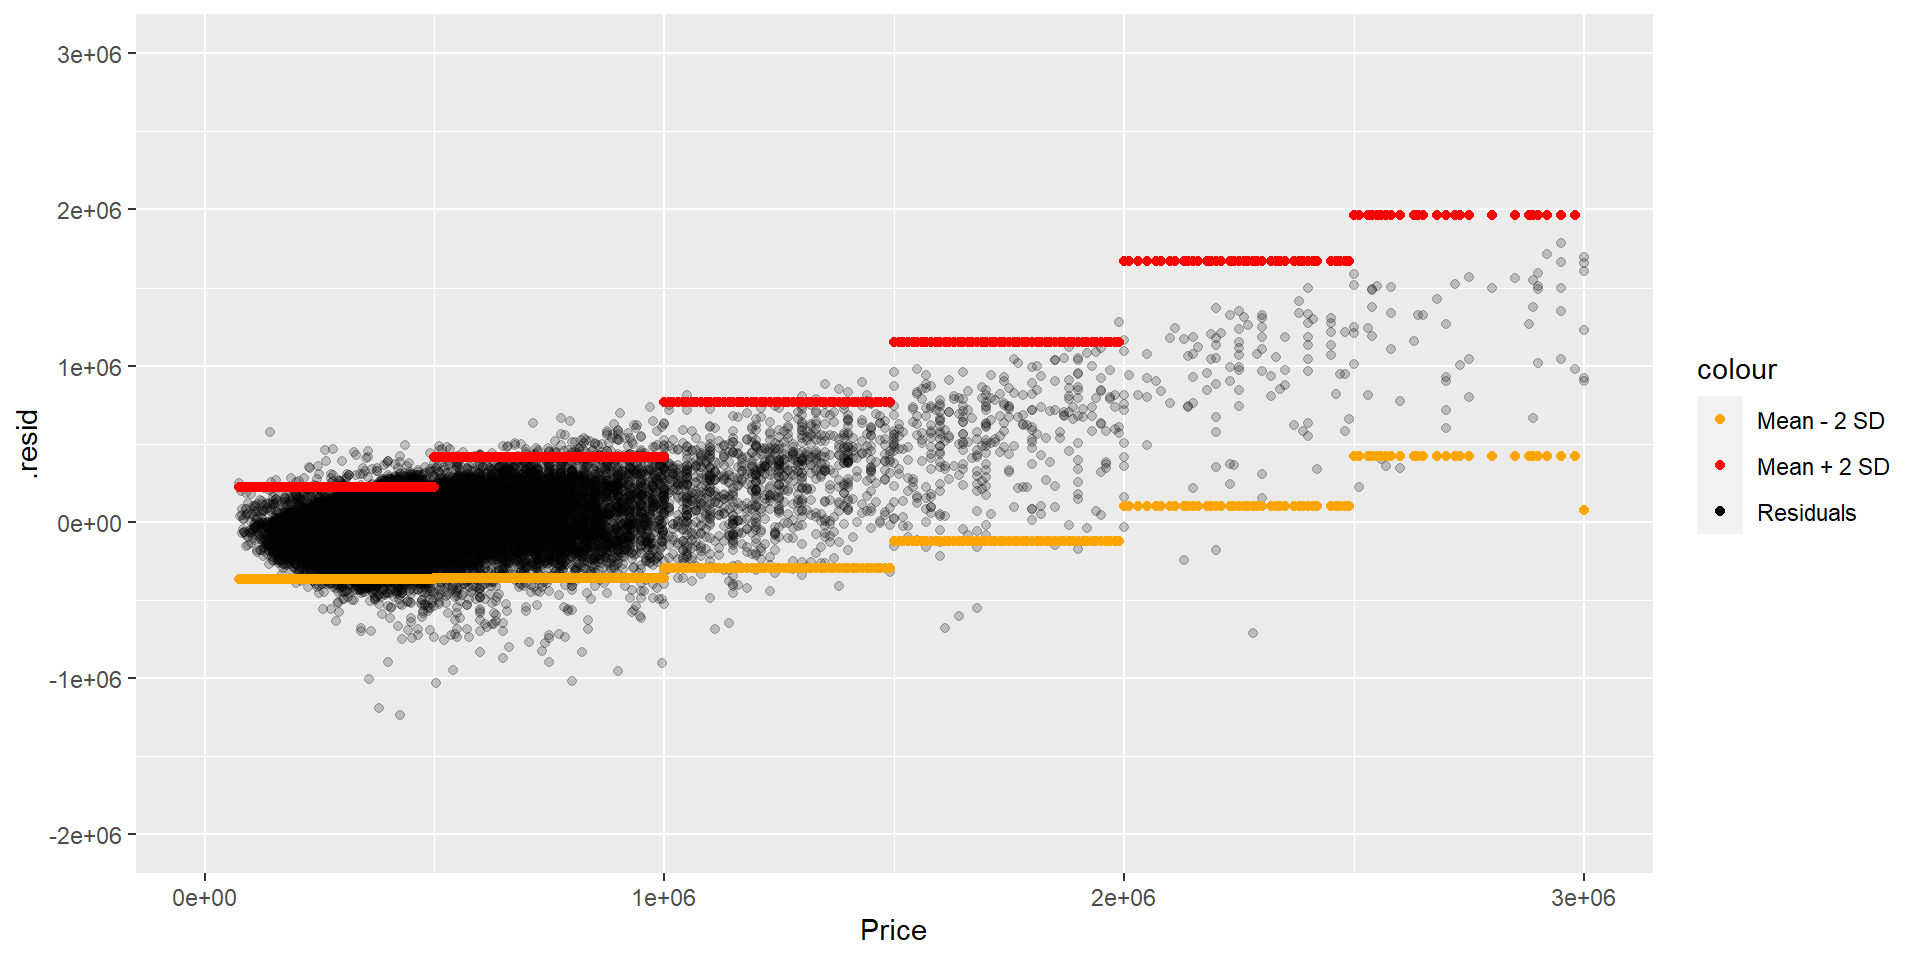 3e+06
2e+06
1e+06
0e+00
-1e+06
-2e+06
.resid
0e+00 1e+06 2e+06 3e+06
Price
colour
Mean - 2 SD
Mean + 2 SD
Residuals